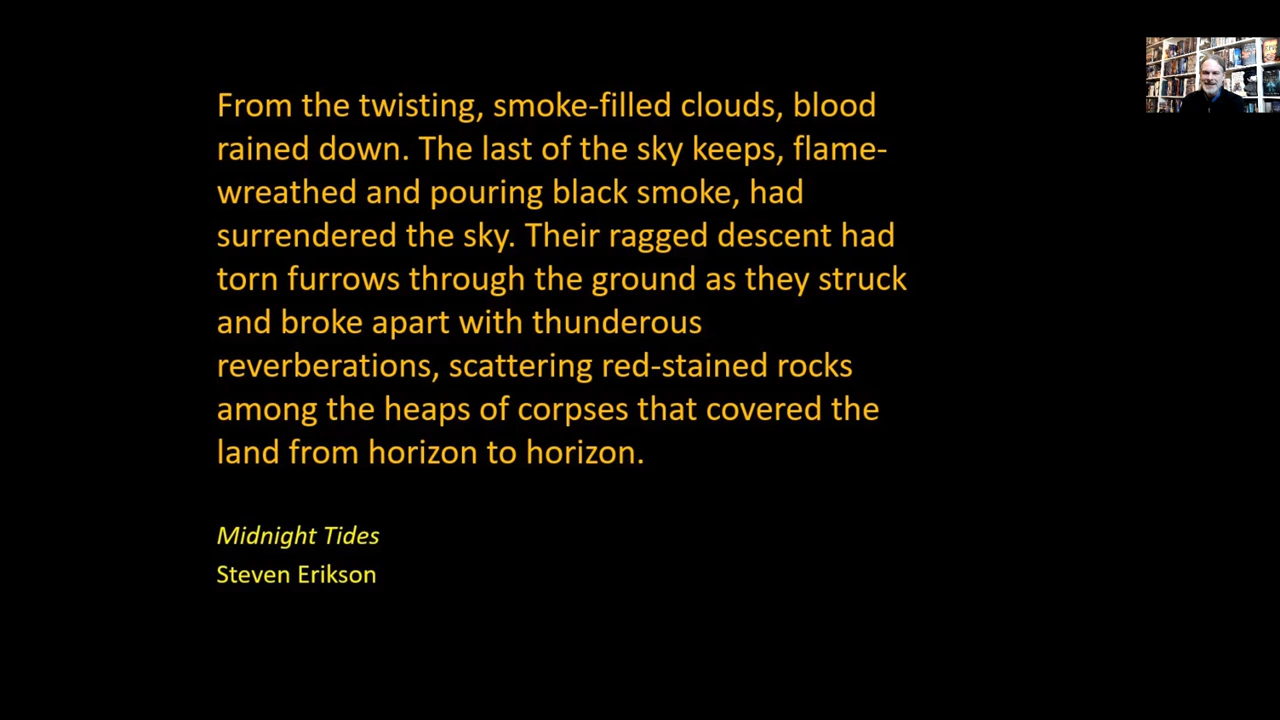 From the twisting, smoke-filled clouds, blood
rained down. The last of the sky keeps, flame-
wreathed and pouring black smoke, had
surrendered the sky. Their ragged descent had
torn furrows through the ground as they struck
and broke apart with thunderous
reverberations, scattering red-stained rocks
among the heaps of corpses that covered the
land from horizon to horizon.
Midnight Tides
Steven Erikson